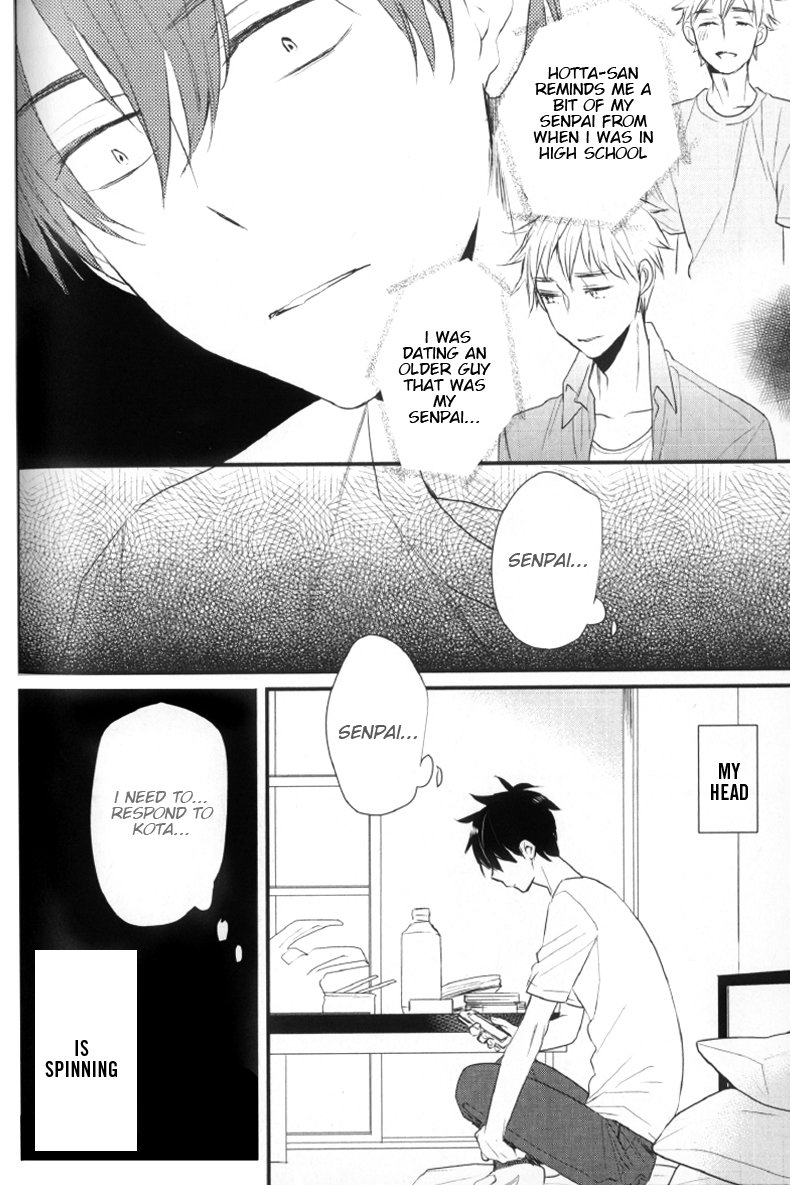 HOTTA-SAN
REMINDS ME A
BIT OF MY
SENPAI FROM
WHEN I WAS IN
HIGH SCHOOL
I WAS
DATING AN
OLDER GUY
THAT WAS
MY
SENPAI...
SENPAI...
SENPAI...
MY
HEAD
I NEED TO...
RESPOND TO
KOTA...
IS
SPINNING